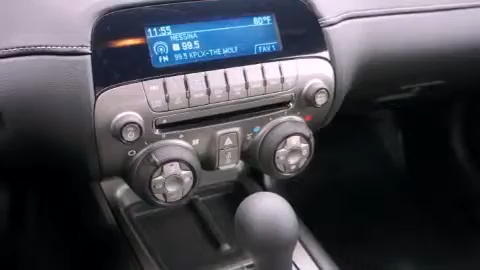 11:55 80°F
MESSINA
99.5
FM 99.5 KPLX-THE WOLF FAV 1